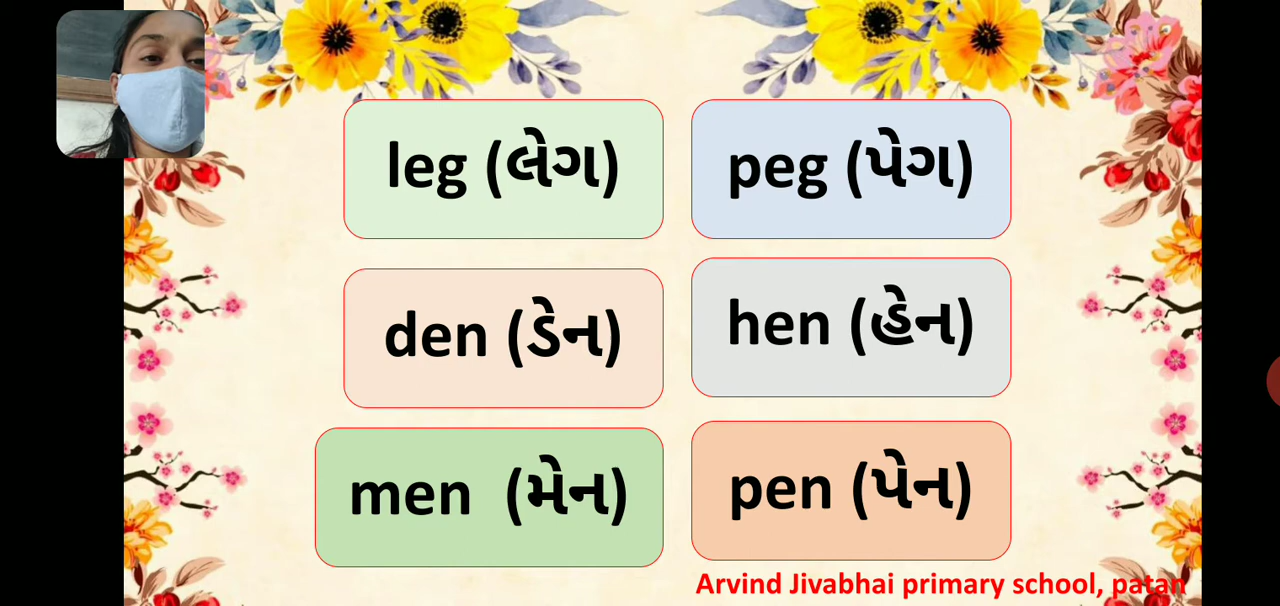 leg (લેગ)
peg (પેગ)
den (ડેન)
hen (હેન)
men (મેન)
pen (પેન)
Arvind Jivabhai primary school, patan